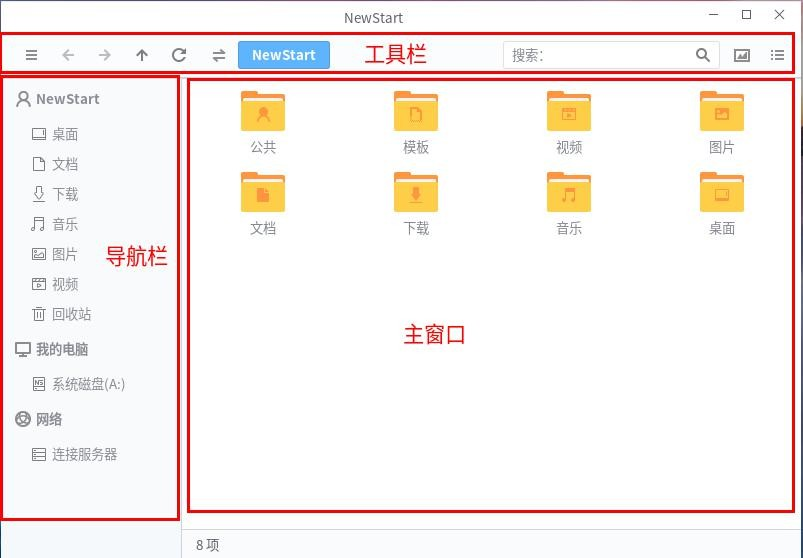 NewStart
NewStart
工具栏
搜索：
NewStart
桌面
文档
下载
音乐
图片
视频
回收站
导航栏
我的电脑
系统磁盘(A:)
网络
连接服务器
公共
模板
视频
图片
文档
下载
音乐
桌面
主窗口
8 项